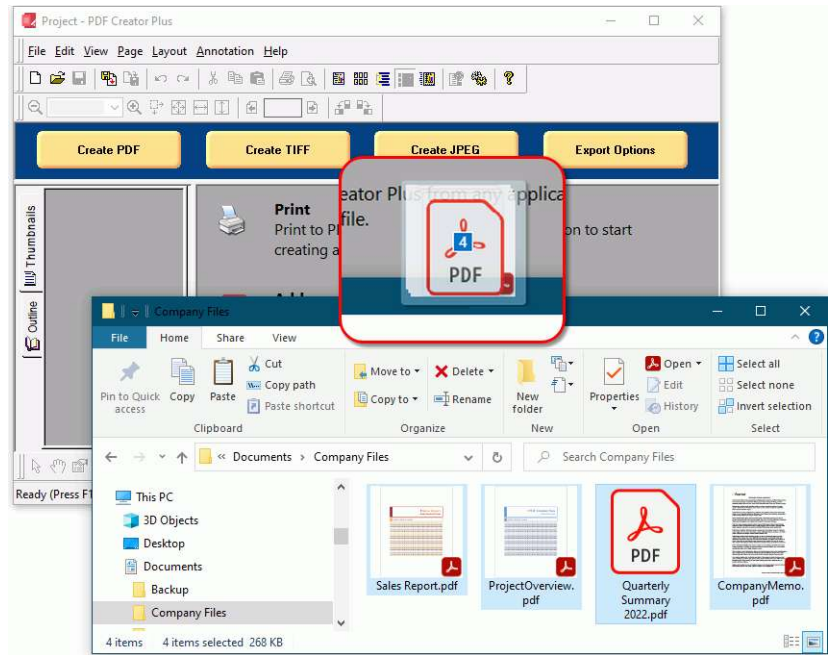 Project - PDF Creator Plus
File Edit View Page Layout Annotation Help
Create PDF
Create TIFF
Create JPEG
Export Options
Thumbnails
Outline
Print
Print to P
creating a
on to start
eator Plus from any applica
file.
4
PDF
Company Files
File Home Share View
Pin to Quick access
Copy
Paste
Cut
Copy path
Paste shortcut
Clipboard
Move to
Copy to
Delete
Rename
Organize
New folder
New
Properties
Open
Edit
History
Open
Select all
Select none
Invert selection
Select
« Documents > Company Files
Search Company Files
Ready (Press F1
This PC
3D Objects
Desktop
Documents
Backup
Company Files
Sales Report.pdf
ProjectOverview.
pdf
PDF
Quarterly
Summary
2022.pdf
CompanyMemo.
pdf
4 items 4 items selected 268 KB